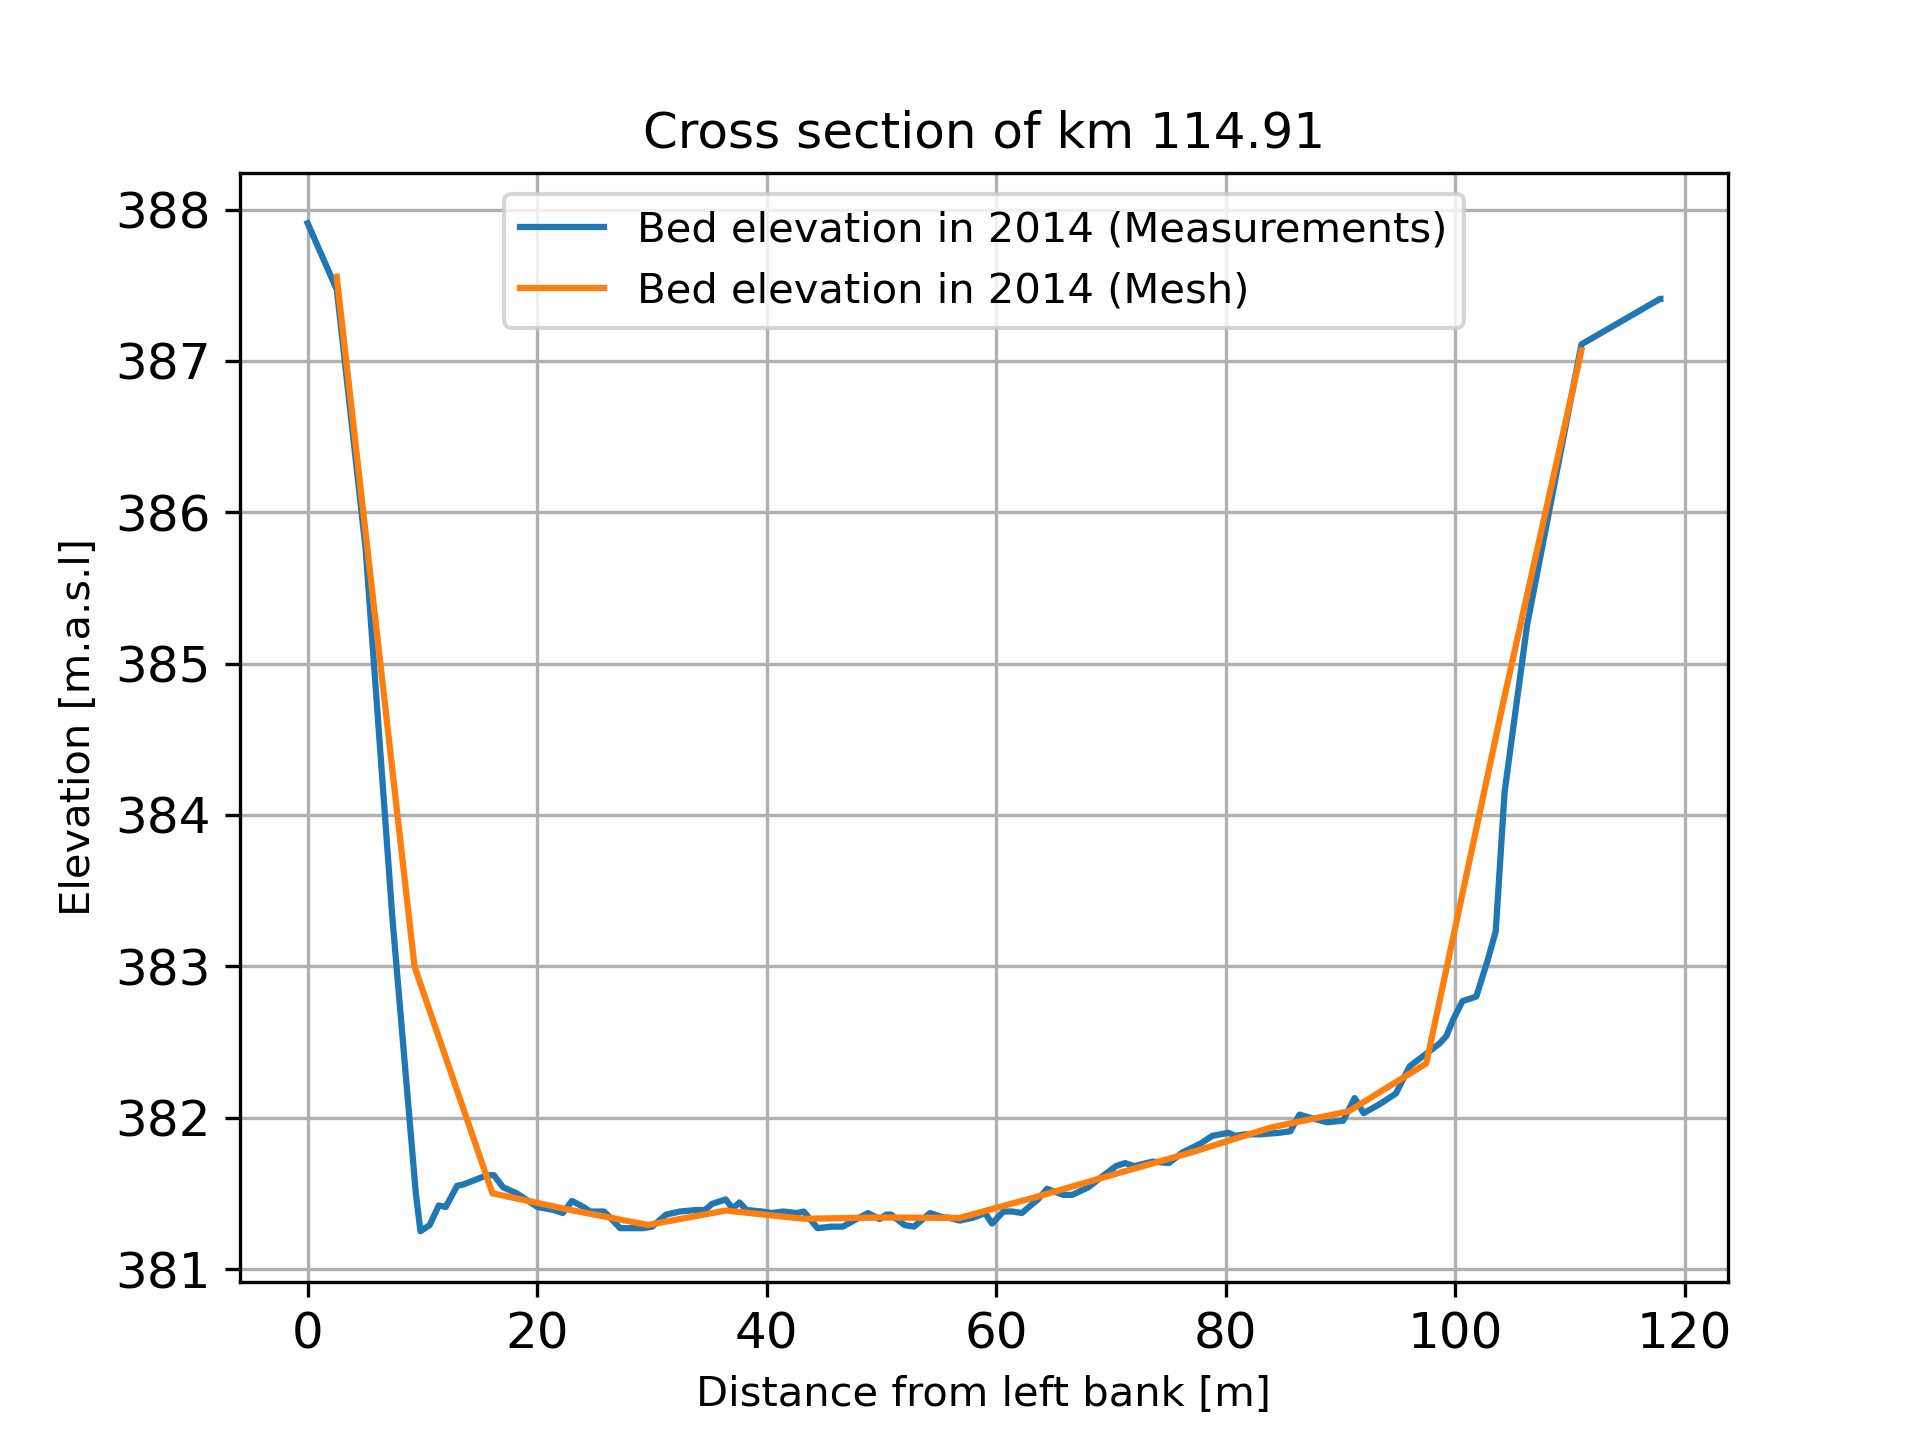 Cross section of km 114.91
Bed elevation in 2014 (Measurements)
Bed elevation in 2014 (Mesh)
388
387
386
385
384
383
382
381
Elevation [m.a.s.l]
0 20 40 60 80 100 120
Distance from left bank [m]